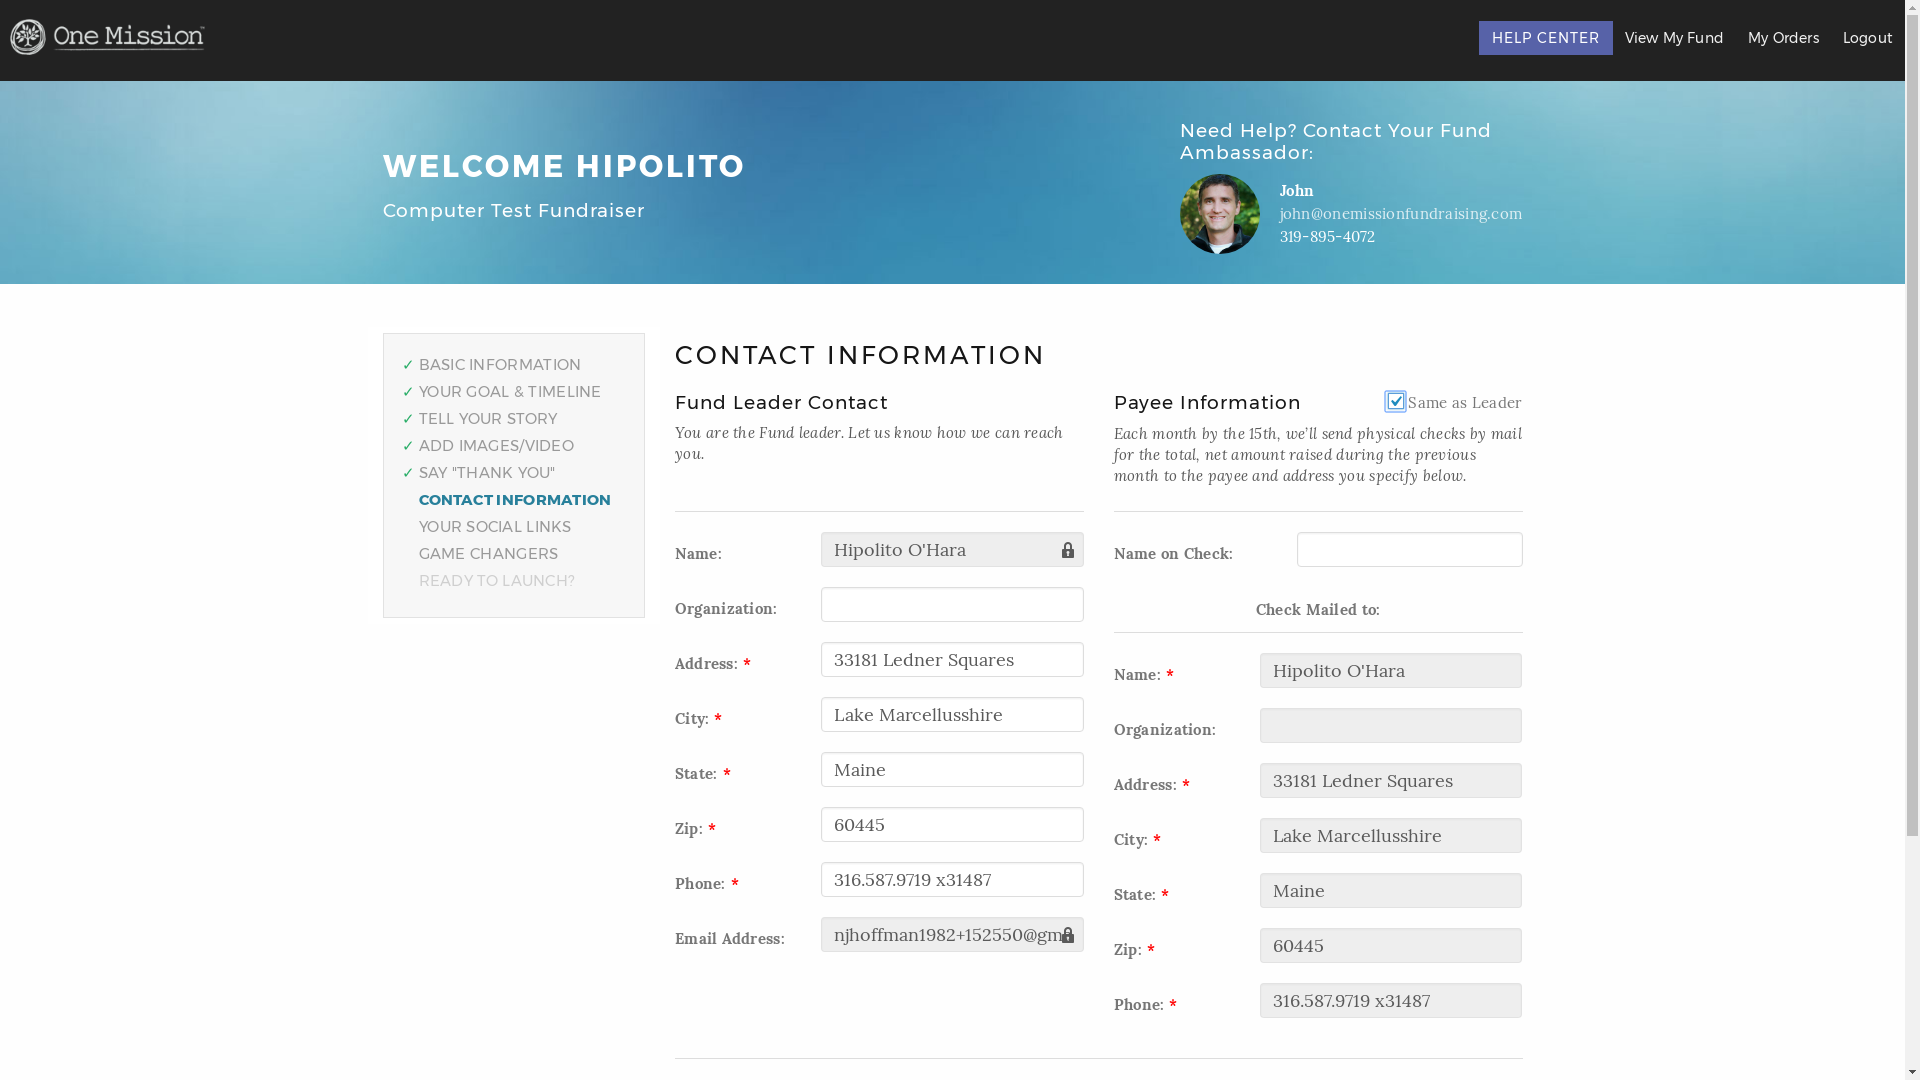 One Mission
HELP CENTER
View My Fund
My Orders
Logout
WELCOME HIPOLITO
Computer Test Fundraiser
Need Help? Contact Your Fund
Ambassador:
John
john@onemissionfundraising.com
319-895-4072
✓ BASIC INFORMATION
✓ YOUR GOAL & TIMELINE
✓ TELL YOUR STORY
✓ ADD IMAGES/VIDEO
✓ SAY "THANK YOU"
CONTACT INFORMATION
YOUR SOCIAL LINKS
GAME CHANGERS
READY TO LAUNCH?
CONTACT INFORMATION
Fund Leader Contact
You are the Fund leader. Let us know how we can reach
you.
Name: Hipolito O'Hara
Organization:
Address: * 33181 Ledner Squares
City: * Lake Marcellusshire
State: * Maine
Zip: * 60445
Phone: * 316.587.9719 x31487
Email Address: njhoffman1982+152550@gm
Payee Information
Same as Leader
Each month by the 15th, we'll send physical checks by mail
for the total, net amount raised during the previous
month to the payee and address you specify below.
Name on Check:
Check Mailed to:
Name: * Hipolito O'Hara
Organization:
Address: * 33181 Ledner Squares
City: * Lake Marcellusshire
State: * Maine
Zip: * 60445
Phone: * 316.587.9719 x31487